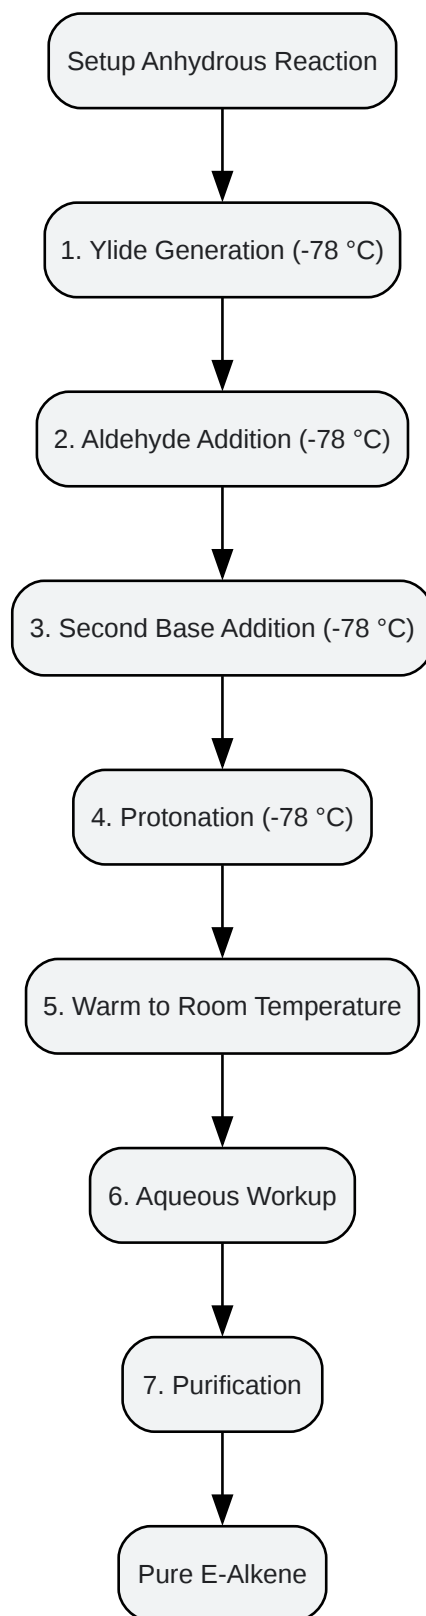 Setup Anhydrous Reaction
1. Ylide Generation (-78 °C)
2. Aldehyde Addition (-78 °C)
3. Second Base Addition (-78 °C)
4. Protonation (-78 °C)
5. Warm to Room Temperature
6. Aqueous Workup
7. Purification
Pure E-Alkene